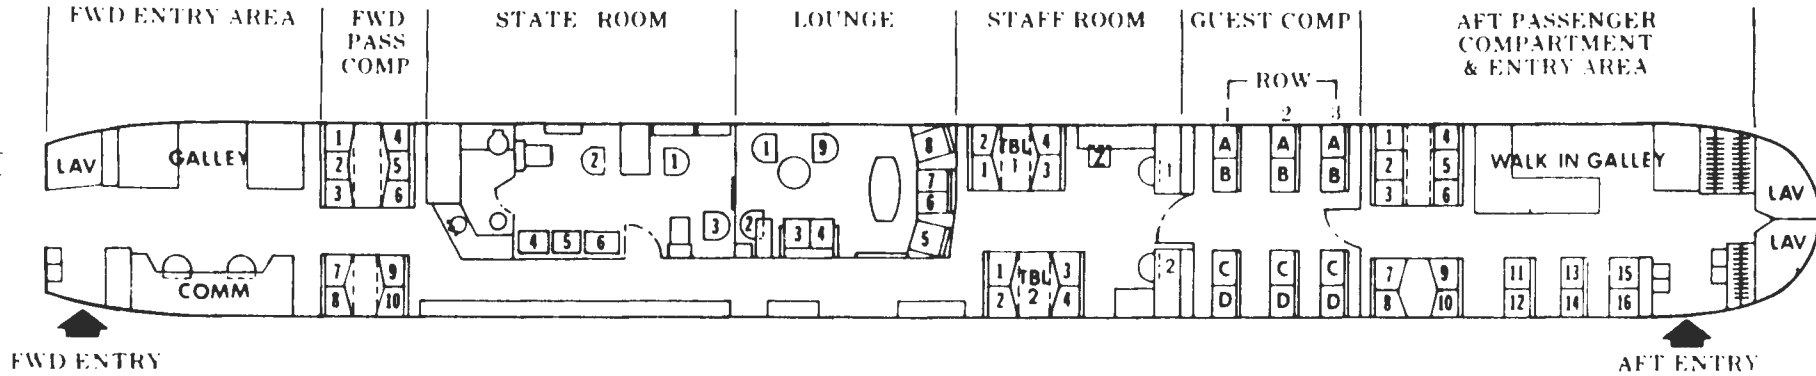 FWD ENTRY AREA
FWD
PASS
COMP
STATE ROOM
LOUNGE
STAFF ROOM
GUEST COMP
AFT PASSENGER
COMPARTMENT
& ENTRY AREA
ROW
1 2 3
LAV
GALLEY
1 4
2 5
3 6
7 9
8 10
COMM
2 1
3
4 5 6
1 9
8
7
6
5
2
3 4
2 TBL 4
1 1 3
1 TBL 3
2 2 4
2
1
2
A A A
B B B
C C C
D D D
1 4
2 5
3 6
7 9
8 10
11 13 15
12 14 16
WALK IN GALLEY
LAV
LAV
FWD ENTRY
AFT ENTRY